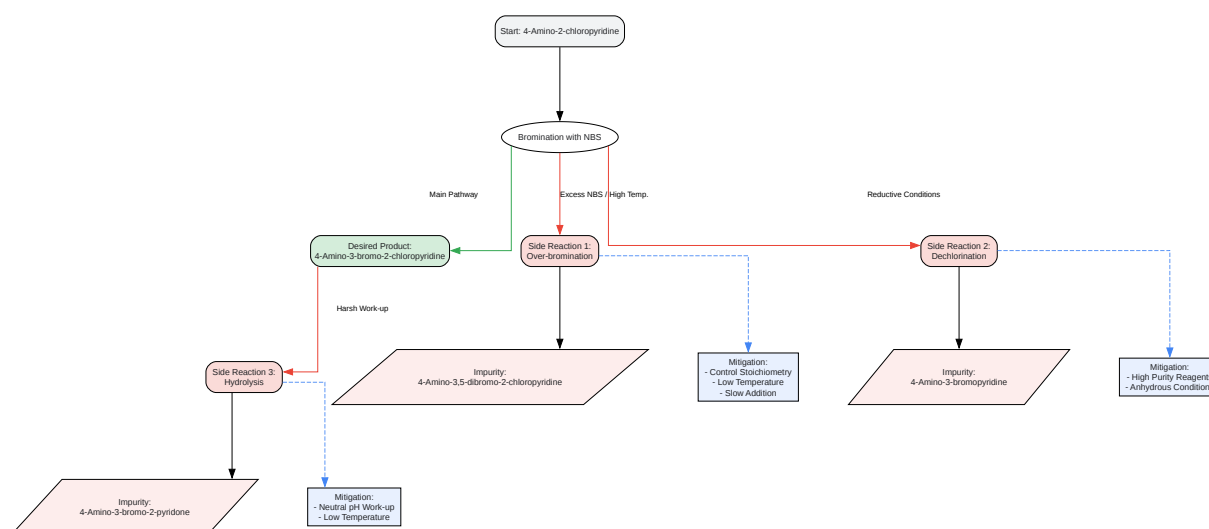 Start: 4-Amino-2-chloropyridine
Bromination with NBS
Main Pathway
Excess NBS / High Temp.
Reductive Conditions
Desired Product:
4-Amino-3-bromo-2-chloropyridine
Side Reaction 1:
Over-bromination
Side Reaction 2:
Dechlorination
Harsh Work-up
Side Reaction 3:
Hydrolysis
Impurity:
4-Amino-3,5-dibromo-2-chloropyridine
Mitigation:
- Control Stoichiometry
- Low Temperature
- Slow Addition
Impurity:
4-Amino-3-bromopyridine
Mitigation:
- High Purity Reagent
- Anhydrous Condition
Impurity:
4-Amino-3-bromo-2-pyridone
Mitigation:
- Neutral pH Work-up
- Low Temperature